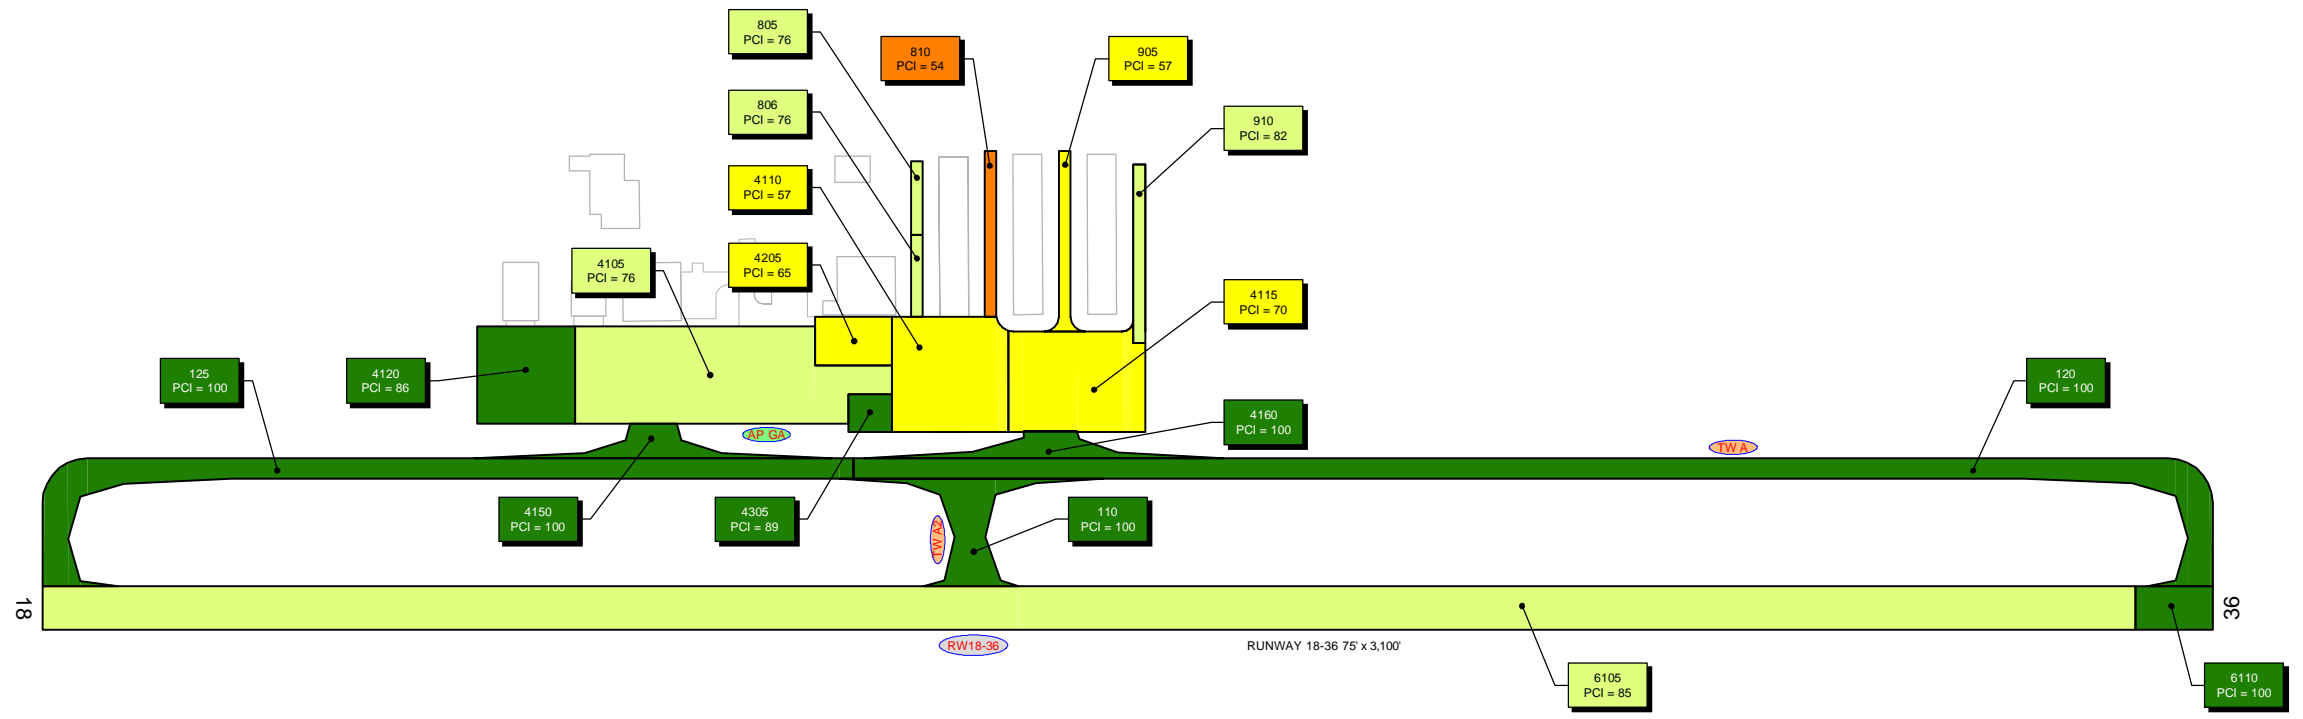 805
PCI = 76
810
PCI = 54
905
PCI = 57
806
PCI = 76
910
PCI = 82
4110
PCI = 57
4205
PCI = 65
4105
PCI = 76
4115
PCI = 70
125
PCI = 100
4120
PCI = 86
120
PCI = 100
4160
PCI = 100
AP GA
TW A
4150
PCI = 100
4305
PCI = 89
TW A2
110
PCI = 100
18
36
RW18-36
RUNWAY 18-36 75' x 3,100'
6105
PCI = 85
6110
PCI = 100